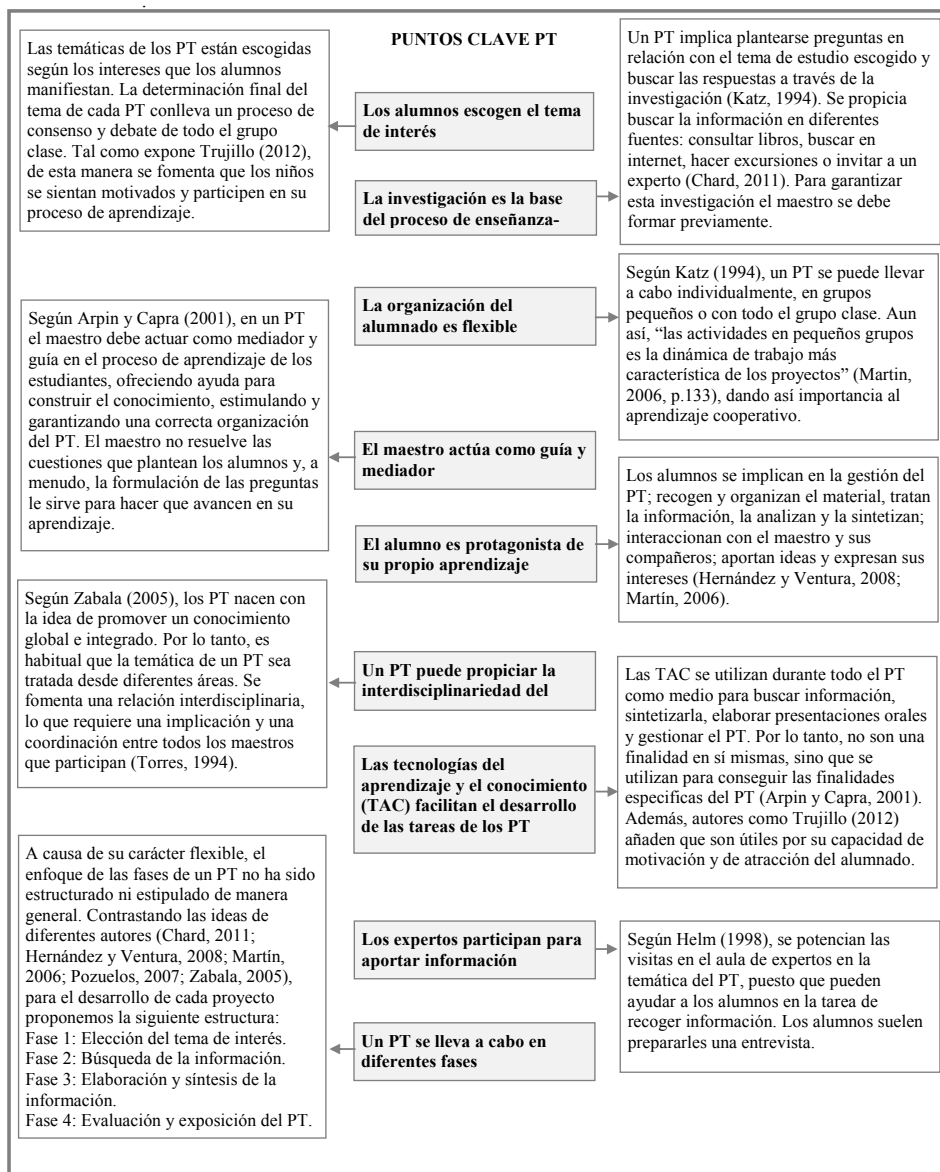 PUNTOS CLAVE PT
Las temáticas de los PT están escogidas
según los intereses que los alumnos
manifiestan. La determinación final del
tema de cada PT conlleva un proceso de
consenso y debate de todo el grupo
clase. Tal como expone Trujillo (2012),
de esta manera se fomenta que los niños
se sientan motivados y participen en su
proceso de aprendizaje.
Los alumnos escogen el tema
de interés
Un PT implica plantearse preguntas en
relación con el tema de estudio escogido y
buscar las respuestas a través de la
investigación (Katz, 1994). Se propicia
buscar la información en diferentes
fuentes: consultar libros, buscar en
internet, hacer excursiones o invitar a un
experto (Chard, 2011). Para garantizar
esta investigación el maestro se debe
formar previamente.
La investigación es la base
del proceso de enseñanza-
La organización del
alumnado es flexible
Según Katz (1994), un PT se puede llevar
a cabo individualmente, en grupos
pequeños o con todo el grupo clase. Aun
así, “las actividades en pequeños grupos
es la dinámica de trabajo más
característica de los proyectos” (Martin,
2006, p.133), dando así importancia al
aprendizaje cooperativo.
Según Arpin y Capra (2001), en un PT
el maestro debe actuar como mediador y
guía en el proceso de aprendizaje de los
estudiantes, ofreciendo ayuda para
construir el conocimiento, estimulando y
garantizando una correcta organización
del PT. El maestro no resuelve las
cuestiones que plantean los alumnos y, a
menudo, la formulación de las preguntas
le sirve para hacer que avancen en su
aprendizaje.
El maestro actúa como guía y
mediador
El alumno es protagonista de
su propio aprendizaje
Los alumnos se implican en la gestión del
PT; recogen y organizan el material, tratan
la información, la analizan y la sintetizan;
interaccionan con el maestro y sus
compañeros; aportan ideas y expresan sus
intereses (Hernández y Ventura, 2008;
Martín, 2006).
Según Zabala (2005), los PT nacen con
la idea de promover un conocimiento
global e integrado. Por lo tanto, es
habitual que la temática de un PT sea
tratada desde diferentes áreas. Se
fomenta una relación interdisciplinaria,
lo que requiere una implicación y una
coordinación entre todos los maestros
que participan (Torres, 1994).
Un PT puede propiciar la
interdisciplinariedad del
Las tecnologías del
aprendizaje y el conocimiento
(TAC) facilitan el desarrollo
de las tareas de los PT
Las TAC se utilizan durante todo el PT
como medio para buscar información,
sintetizarla, elaborar presentaciones orales
y gestionar el PT. Por lo tanto, no son una
finalidad en sí mismas, sino que se
utilizan para conseguir las finalidades
especificas del PT (Arpin y Capra, 2001).
Además, autores como Trujillo (2012)
añaden que son útiles por su capacidad de
motivación y de atracción del alumnado.
A causa de su carácter flexible, el
enfoque de las fases de un PT no ha sido
estructurado ni estipulado de manera
general. Contrastando las ideas de
diferentes autores (Chard, 2011;
Hernández y Ventura, 2008; Martín,
2006; Pozuelos, 2007; Zabala, 2005),
para el desarrollo de cada proyecto
proponemos la siguiente estructura:
Fase 1: Elección del tema de interés.
Fase 2: Búsqueda de la información.
Fase 3: Elaboración y síntesis de la
información.
Fase 4: Evaluación y exposición del PT.
Los expertos participan para
aportar información
Según Helm (1998), se potencian las
visitas en el aula de expertos en la
temática del PT, puesto que pueden
ayudar a los alumnos en la tarea de
recoger información. Los alumnos suelen
prepararles una entrevista.
Un PT se lleva a cabo en
diferentes fases